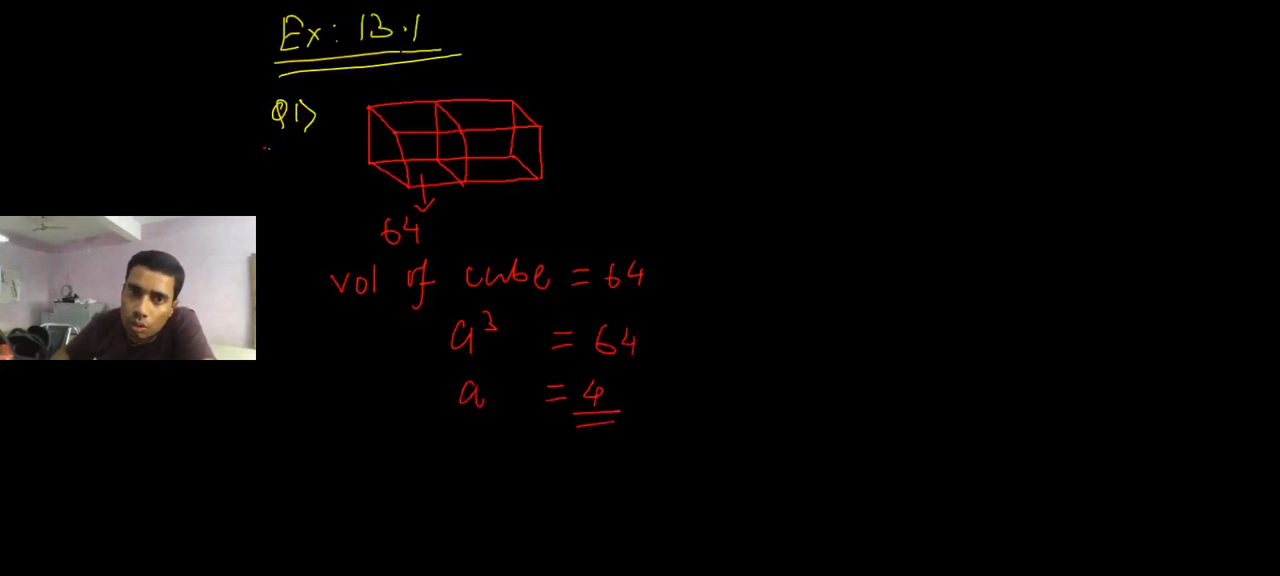 Ex: 13.1
Q1>
64
vol of cube = 64
a³ = 64
a = 4